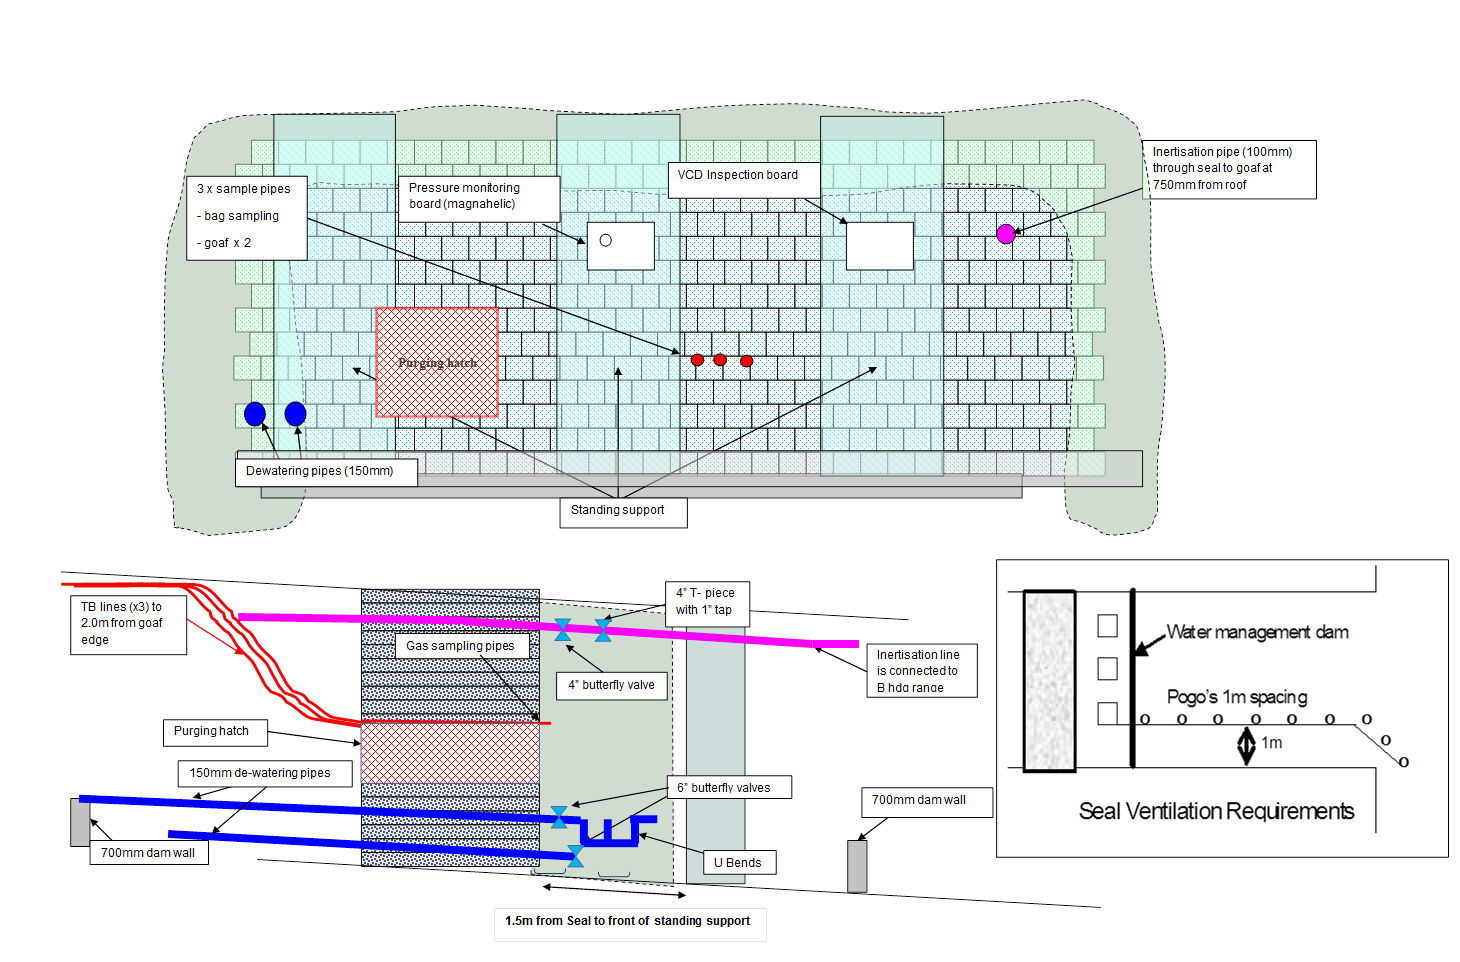 3 x sample pipes
- bag sampling
- goaf x 2
Pressure monitoring
board (magnahelic)
VCD Inspection board
Inertisation pipe (100mm)
through seal to goaf at
750mm from roof
Purging hatch
Dewatering pipes (150mm)
Standing support
TB lines (x3) to
2.0m from goaf
edge
Gas sampling pipes
4” T- piece
with 1” tap
4” butterfly valve
Inertisation line
is connected to
B hdg range
Purging hatch
150mm de-watering pipes
700mm dam wall
6” butterfly valves
U Bends
700mm dam wall
1.5m from Seal to front of standing support
Water management dam
Pogo's 1m spacing
1m
Seal Ventilation Requirements